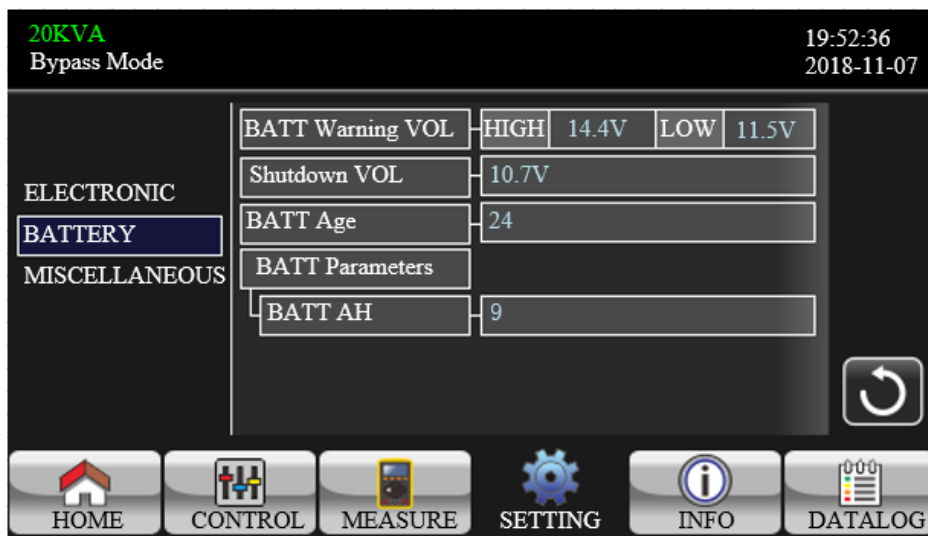 20KVA
Bypass Mode
19:52:36
2018-11-07
ELECTRONIC
BATTERY
MISCELLANEOUS
BATT Warning VOL HIGH 14.4V LOW 11.5V
Shutdown VOL 10.7V
BATT Age 24
BATT Parameters
BATT AH 9
HOME CONTROL MEASURE SETTING INFO DATALOG